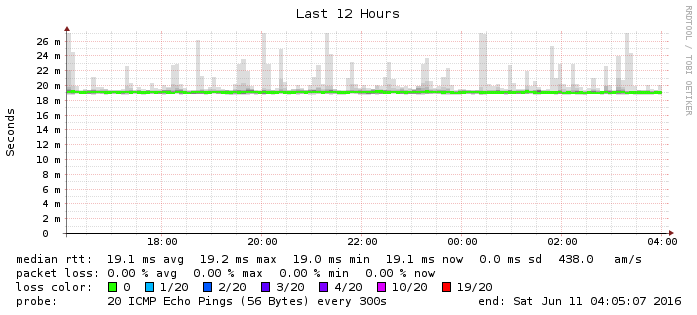 Last 12 Hours
RRDTOOL / TOBI OETIKER
Seconds
26 m
24 m
22 m
20 m
18 m
16 m
14 m
12 m
10 m
8 m
6 m
4 m
2 m
0
18:00 20:00 22:00 00:00 02:00 04:00
median rtt: 19.1 ms avg 19.2 ms max 19.0 ms min 19.1 ms now 0.0 ms sd 438.0 am/s
packet loss: 0.00 % avg 0.00 % max 0.00 % min 0.00 % now
loss color: 0 1/20 2/20 3/20 4/20 10/20 19/20
probe: 20 ICMP Echo Pings (56 Bytes) every 300s end: Sat Jun 11 04:05:07 2016